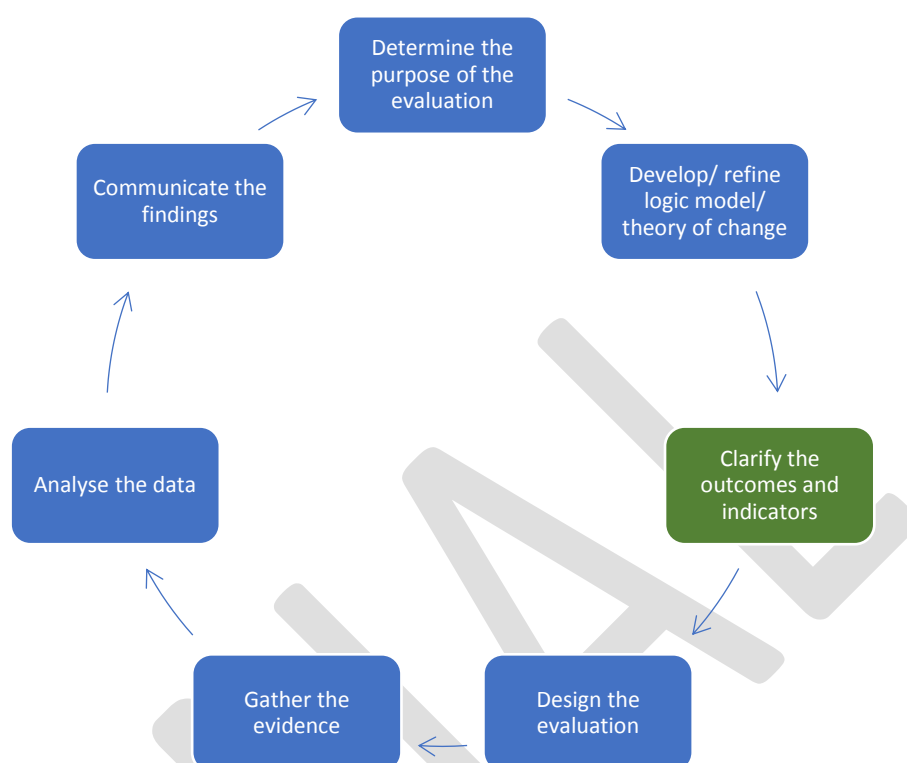 Determine the
purpose of the
evaluation
Develop/ refine
logic model/
theory of change
Clarify the
outcomes and
indicators
Design the
evaluation
Gather the
evidence
Analyse the data
Communicate the
findings